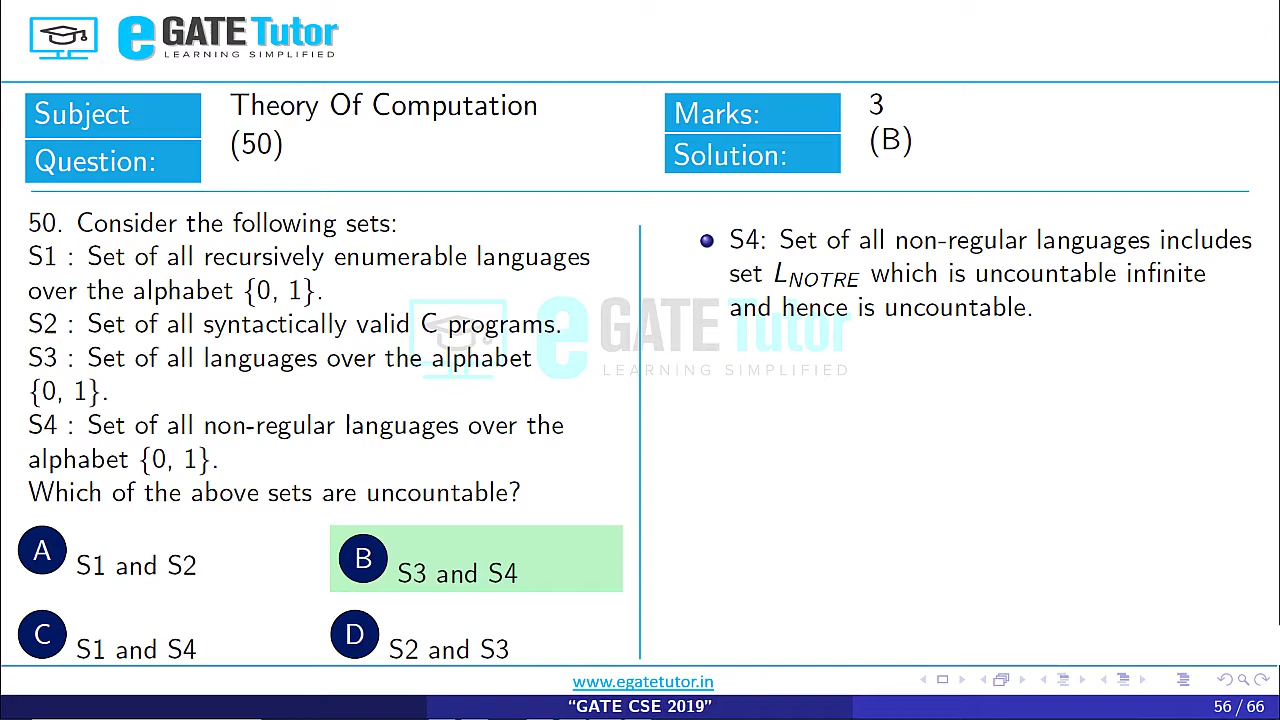 e GATE Tutor
LEARNING SIMPLIFIED
Subject
Question:
Theory Of Computation
(50)
Marks:
Solution:
3
(B)
50. Consider the following sets:
S1 : Set of all recursively enumerable languages
over the alphabet {0, 1}.
S2 : Set of all syntactically valid C programs.
S3 : Set of all languages over the alphabet
{0, 1}.
S4 : Set of all non-regular languages over the
alphabet {0, 1}.
Which of the above sets are uncountable?
A S1 and S2
B S3 and S4
C S1 and S4
D S2 and S3
S4: Set of all non-regular languages includes
set L_NOTRE which is uncountable infinite
and hence is uncountable.
e GATE Tutor
LEARNING SIMPLIFIED
www.egatetutor.in
“GATE CSE 2019”
56 / 66